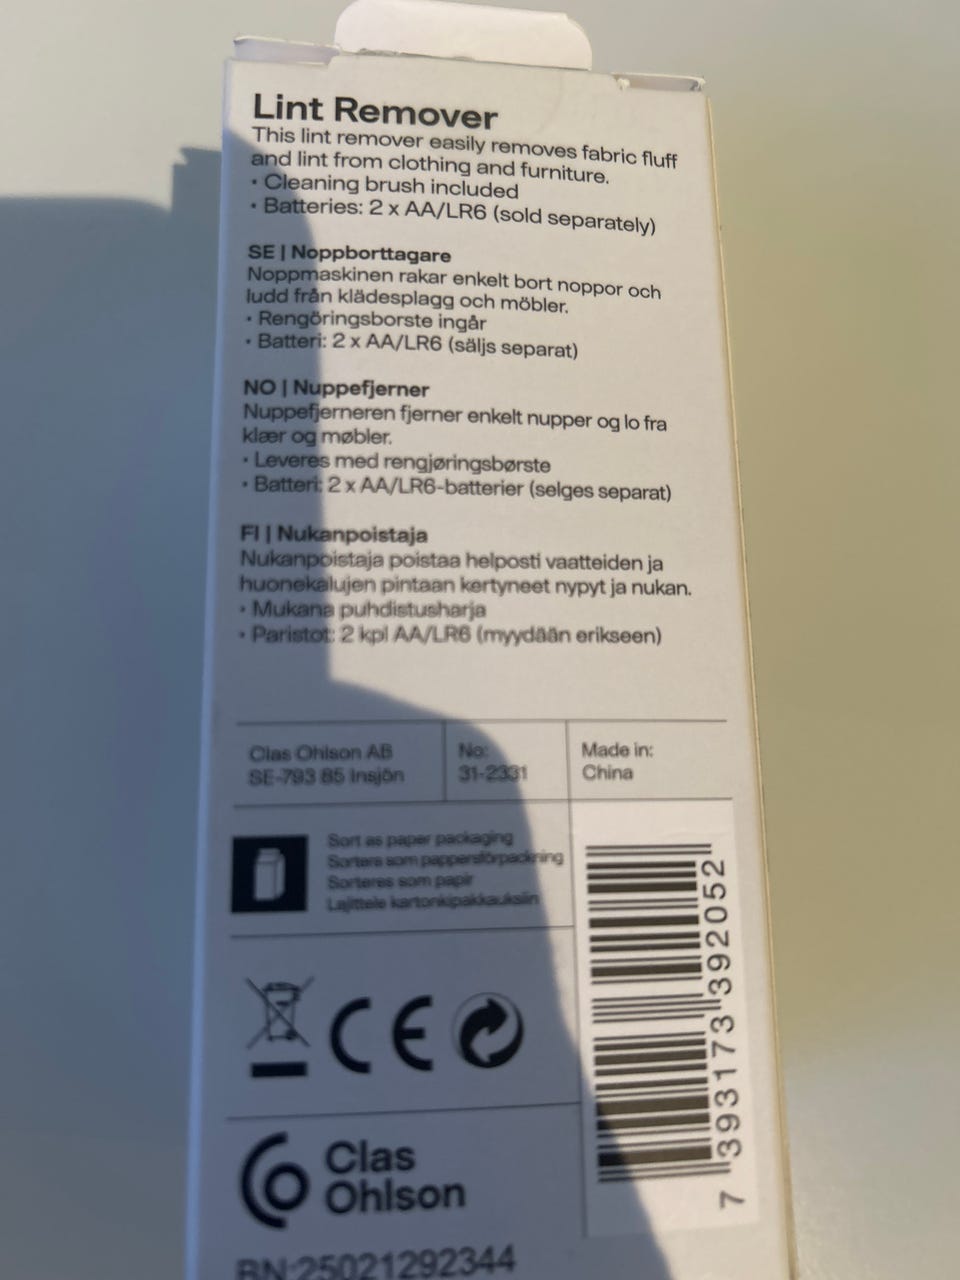 Lint Remover
This lint remover easily removes fabric fluff
and lint from clothing and furniture.
• Cleaning brush included
• Batteries: 2 x AA/LR6 (sold separately)
SE | Noppborttagare
Noppmaskinen rakar enkelt bort noppor och
ludd från klädesplagg och möbler.
• Rengöringsborste ingår
• Batteri: 2 x AA/LR6 (säljs separat)
NO | Nuppefjerner
Nuppefjerneren fjerner enkelt nupper og lo fra
klær og møbler.
• Leveres med rengjøringsbørste
• Batteri: 2 x AA/LR6-batterier (selges separat)
FI | Nukanpoistaja
Nukanpoistaja poistaa helposti vaatteiden ja
huonekalujen pintaan kertyneet nypyt ja nukan.
• Mukana puhdistusharja
• Paristot: 2 kpl AA/LR6 (myydään erikseen)
Clas Ohlson AB
SE-793 85 Insjön
No:
31-2331
Made in:
China
Sort as paper packaging
Sortera som pappersförpackning
Sorteres som papir
Lajittele kartonkipakkauksiin
7 393173 392052
CE
Clas
Ohlson
BN:25021292344